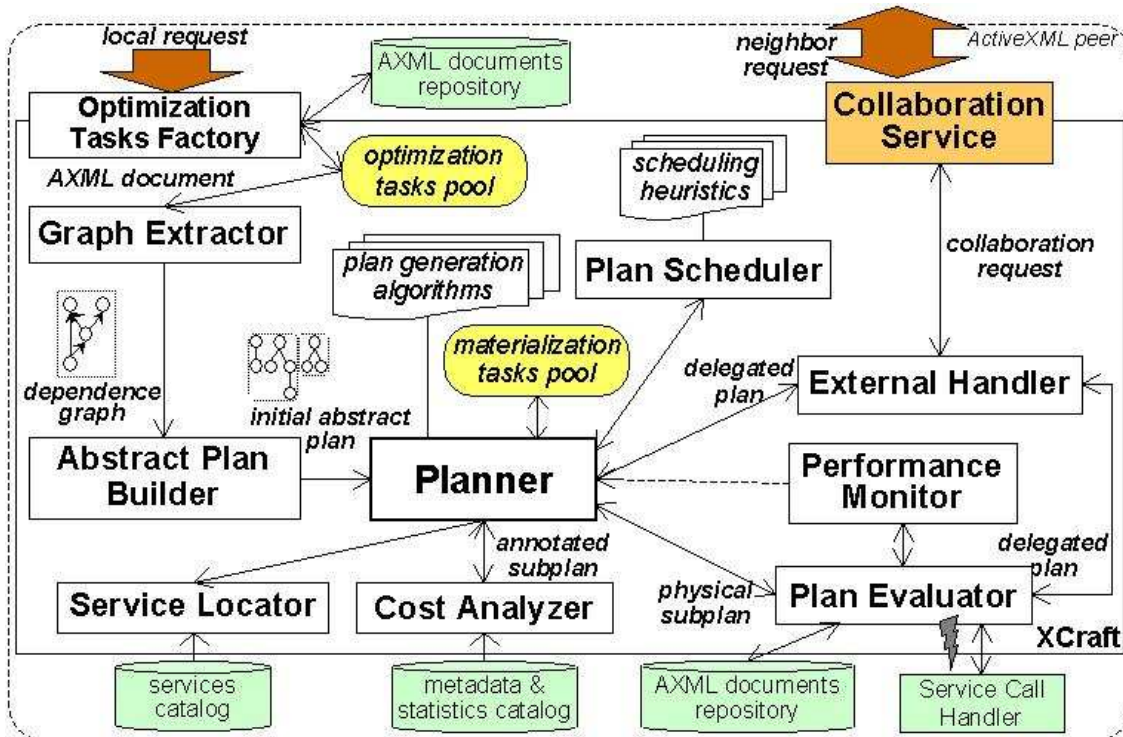 local request
neighbor
request
ActiveXML peer
AXML documents
repository
Optimization
Tasks Factory
Collaboration
Service
optimization
tasks pool
scheduling
heuristics
AXML document
Graph Extractor
plan generation
algorithms
Plan Scheduler
collaboration
request
materialization
tasks pool
delegated
plan
External Handler
dependence
graph
initial abstract
plan
Abstract Plan
Builder
Planner
Performance
Monitor
annotated
subplan
delegated
plan
Service Locator
Cost Analyzer
physical
subplan
Plan Evaluator
XCraft
services
catalog
metadata &
statistics catalog
AXML documents
repository
Service Call
Handler